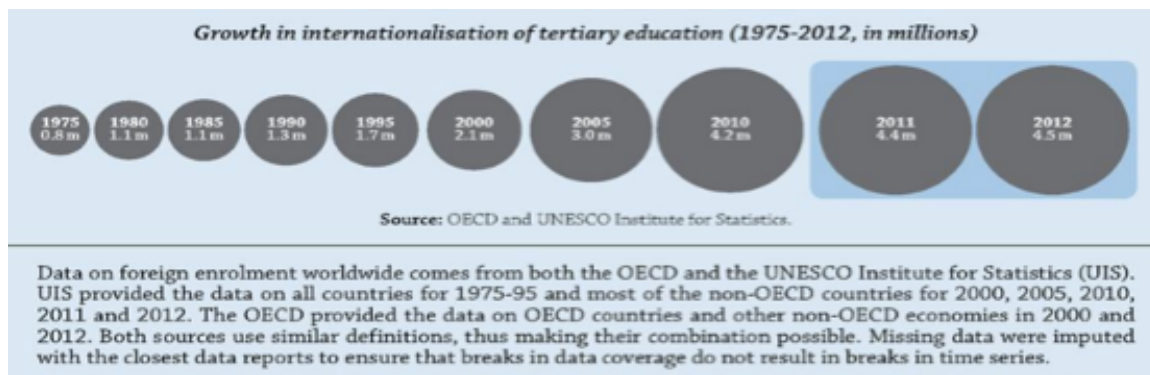 Growth in internationalisation of tertiary education (1975-2012, in millions)
1975 1980 1985 1990 1995 2000 2005 2010 2011 2012
0.8 m 1.1 m 1.1 m 1.3 m 1.7 m 2.1 m 3.0 m 4.2 m 4.4 m 4.5 m
Source: OECD and UNESCO Institute for Statistics.
Data on foreign enrolment worldwide comes from both the OECD and the UNESCO Institute for Statistics (UIS).
UIS provided the data on all countries for 1975-95 and most of the non-OECD countries for 2000, 2005, 2010,
2011 and 2012. The OECD provided the data on OECD countries and other non-OECD economies in 2000 and
2012. Both sources use similar definitions, thus making their combination possible. Missing data were imputed
with the closest data reports to ensure that breaks in data coverage do not result in breaks in time series.